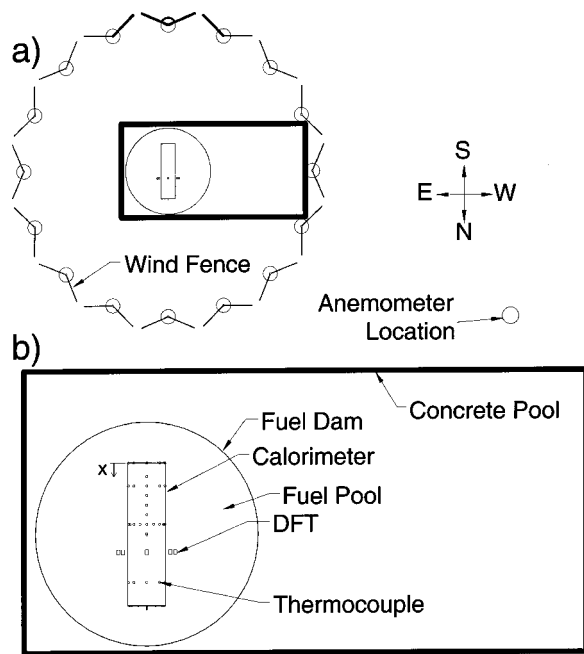 a)
S
E W
N
Wind Fence
Anemometer
Location
b)
Concrete Pool
Fuel Dam
x
Calorimeter
Fuel Pool
DFT
Thermocouple